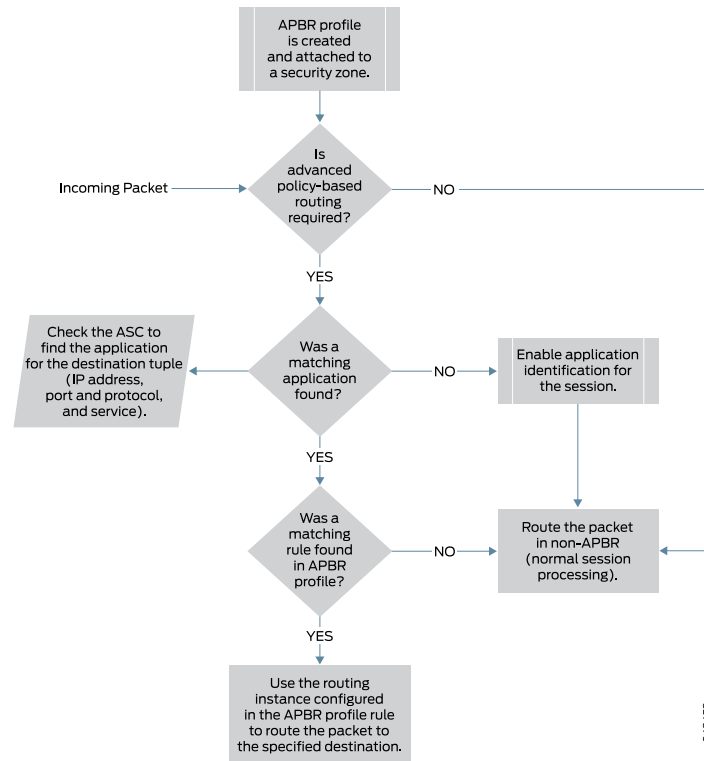 APBR profile
is created
and attached to
a security zone.
Is
advanced
policy-based
routing
required?
Incoming Packet
NO
YES
Check the ASC to
find the application
for the destination tuple
(IP address,
port and protocol,
and service).
Was a
matching
application
found?
NO
Enable application
identification for
the session.
YES
Was a
matching
rule found
in APBR
profile?
NO
Route the packet
in non-APBR
(normal session
processing).
YES
Use the routing
instance configured
in the APBR profile rule
to route the packet to
the specified destination.